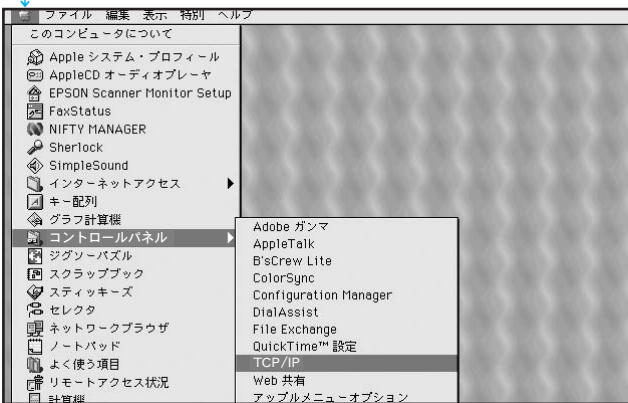 ファイル 編集 表示 特別 ヘルプ
このコンピュータについて
Apple システム・プロフィール
AppleCD オーディオプレーヤ
EPSON Scanner Monitor Setup
FaxStatus
NIFTY MANAGER
Sherlock
SimpleSound
インターネットアクセス
キー配列
グラフ計算機
コントロールパネル
ジグソーパズル
スクラップブック
スティッキーズ
セレクタ
ネットワークブラウザ
ノートパッド
よく使う項目
リモートアクセス状況
計算機
Adobe ガンマ
AppleTalk
B'sCrew Lite
ColorSync
Configuration Manager
DialAssist
File Exchange
QuickTime™ 設定
TCP/IP
Web 共有
アップルメニューオプション